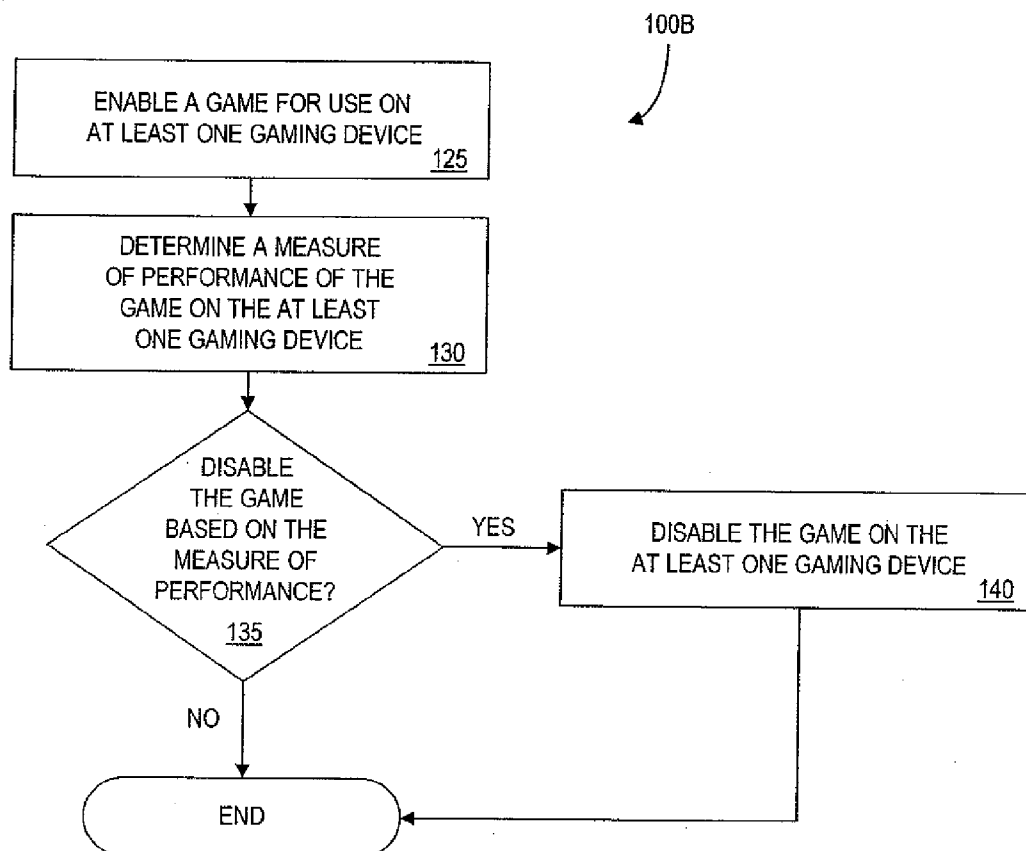 100B
ENABLE A GAME FOR USE ON
AT LEAST ONE GAMING DEVICE
125
DETERMINE A MEASURE
OF PERFORMANCE OF THE
GAME ON THE AT LEAST
ONE GAMING DEVICE
130
DISABLE
THE GAME
BASED ON THE
MEASURE OF
PERFORMANCE?
135
YES
DISABLE THE GAME ON THE
AT LEAST ONE GAMING DEVICE
140
NO
END